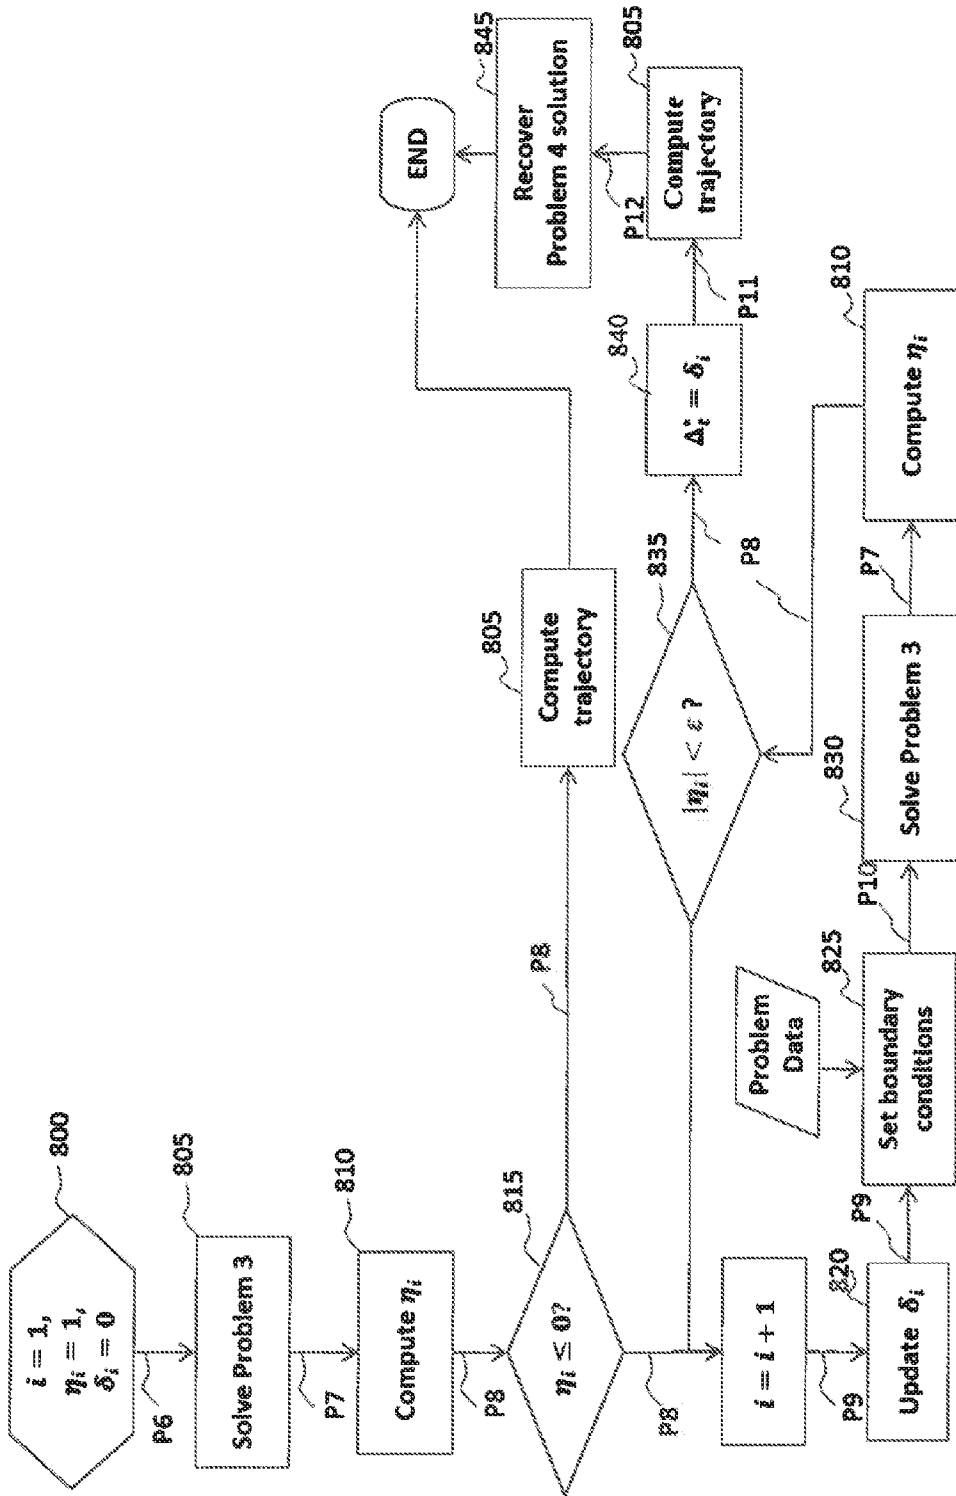 800
i = 1,
ηᵢ = 1,
δᵢ = 0
P6
805
Solve Problem 3
P7
810
Compute ηᵢ
P8
815
ηᵢ ≤ 0?
P8
805
Compute
trajectory
END
P8
i = i + 1
P9
820
Update δᵢ
P9
Problem
Data
825
Set boundary
conditions
P10
830
Solve Problem 3
P7
810
Compute ηᵢ
P8
835
|ηᵢ| < ε ?
840
Δ*ₜ = δᵢ
P11
805
Compute
trajectory
P12
845
Recover
Problem 4 solution